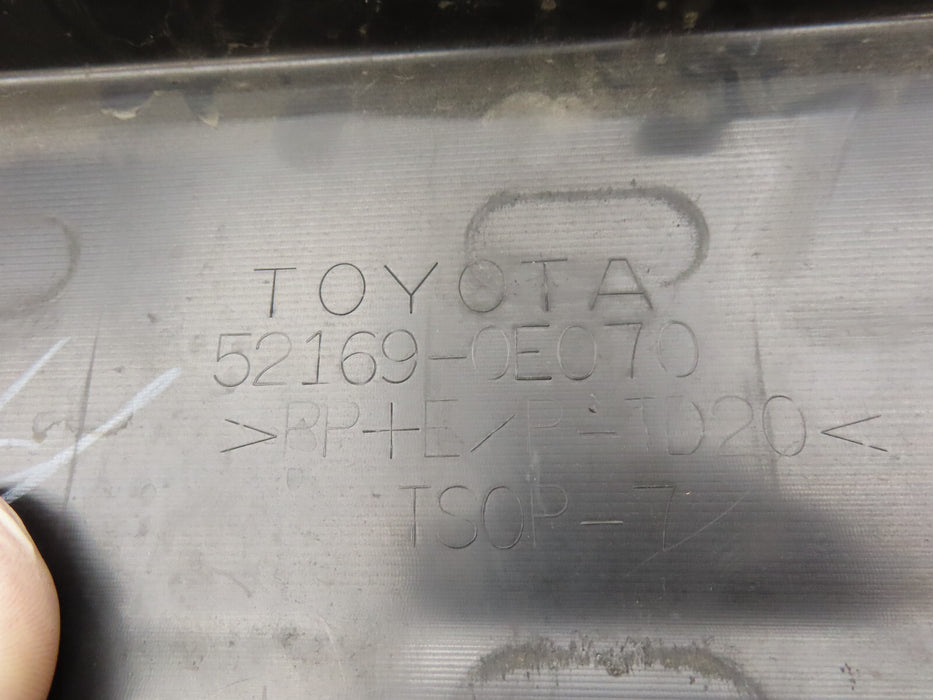 TOYOTA
52169-0E070
>PP+E/P-TD20<
TSOP-7